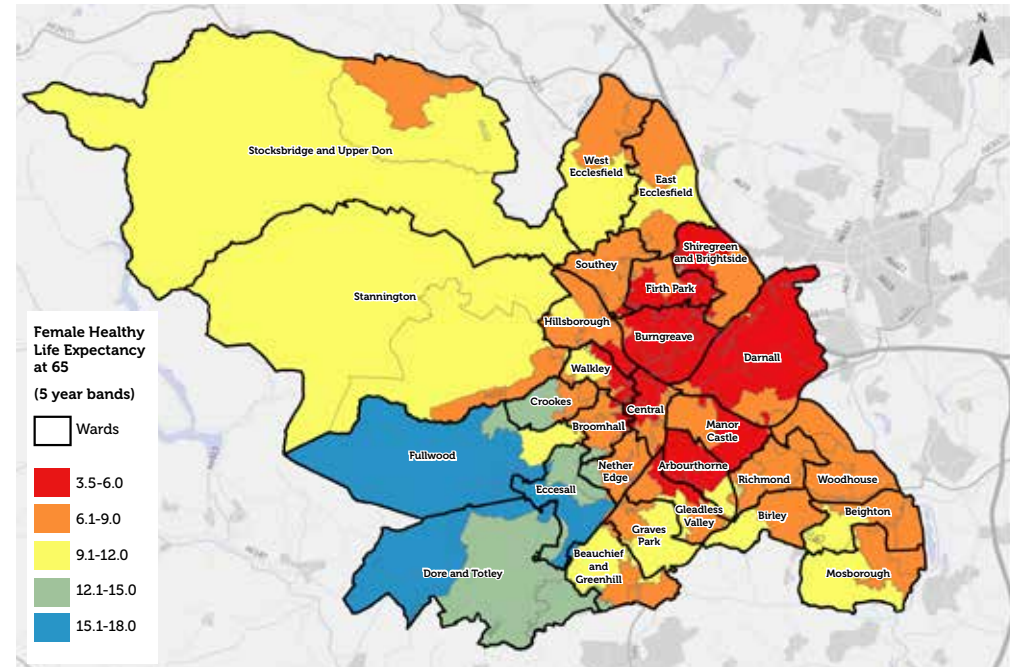 N
Stocksbridge and Upper Don
West
Ecclesfield
East
Ecclesfield
Shiregreen
and Brightside
Southey
Firth Park
Stannington
Hillsborough
Burngreave
Darnall
Walkley
Crookes
Central
Broomhall
Manor
Castle
Fullwood
Nether
Edge
Arbourthorne
Richmond
Woodhouse
Eccesall
Gleadless
Valley
Birley
Beighton
Graves
Park
Beauchief
and
Greenhill
Dore and Totley
Mosborough
Female Healthy
Life Expectancy
at 65
(5 year bands)
Wards
3.5-6.0
6.1-9.0
9.1-12.0
12.1-15.0
15.1-18.0